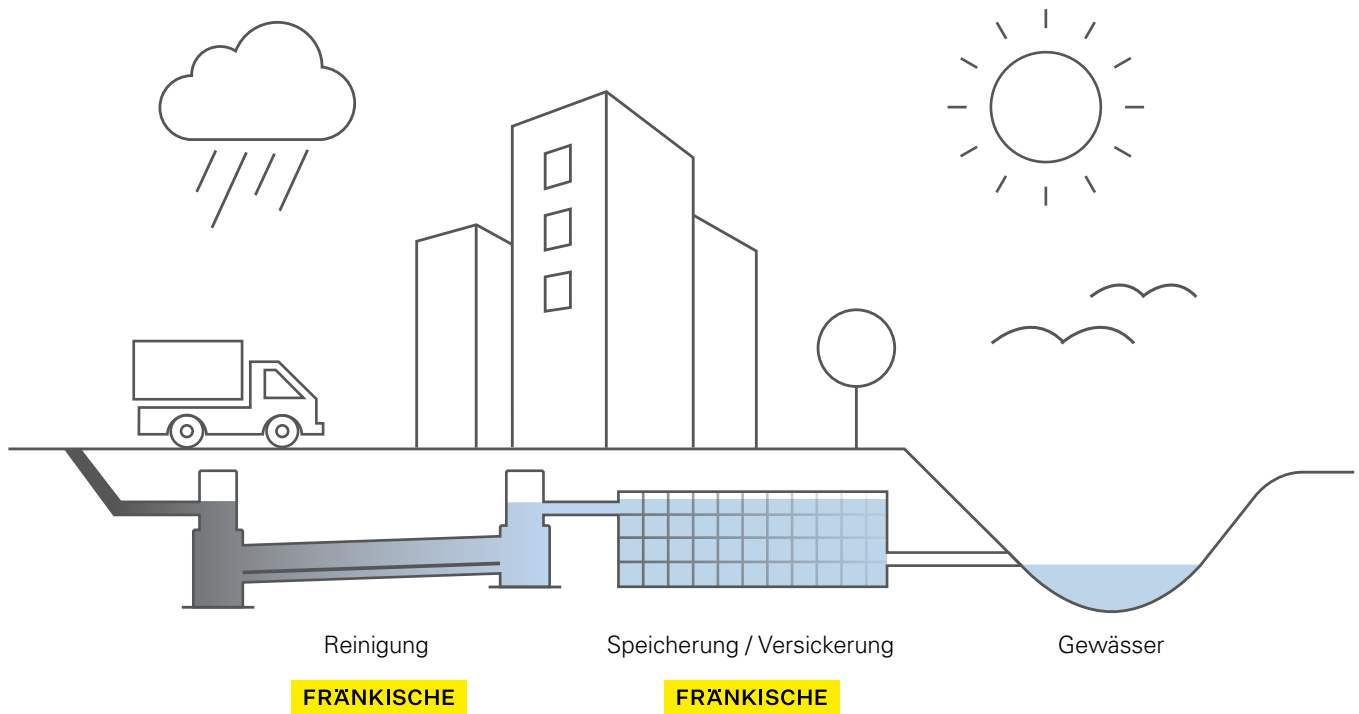 Reinigung
Speicherung / Versickerung
Gewässer
FRÄNKISCHE
FRÄNKISCHE